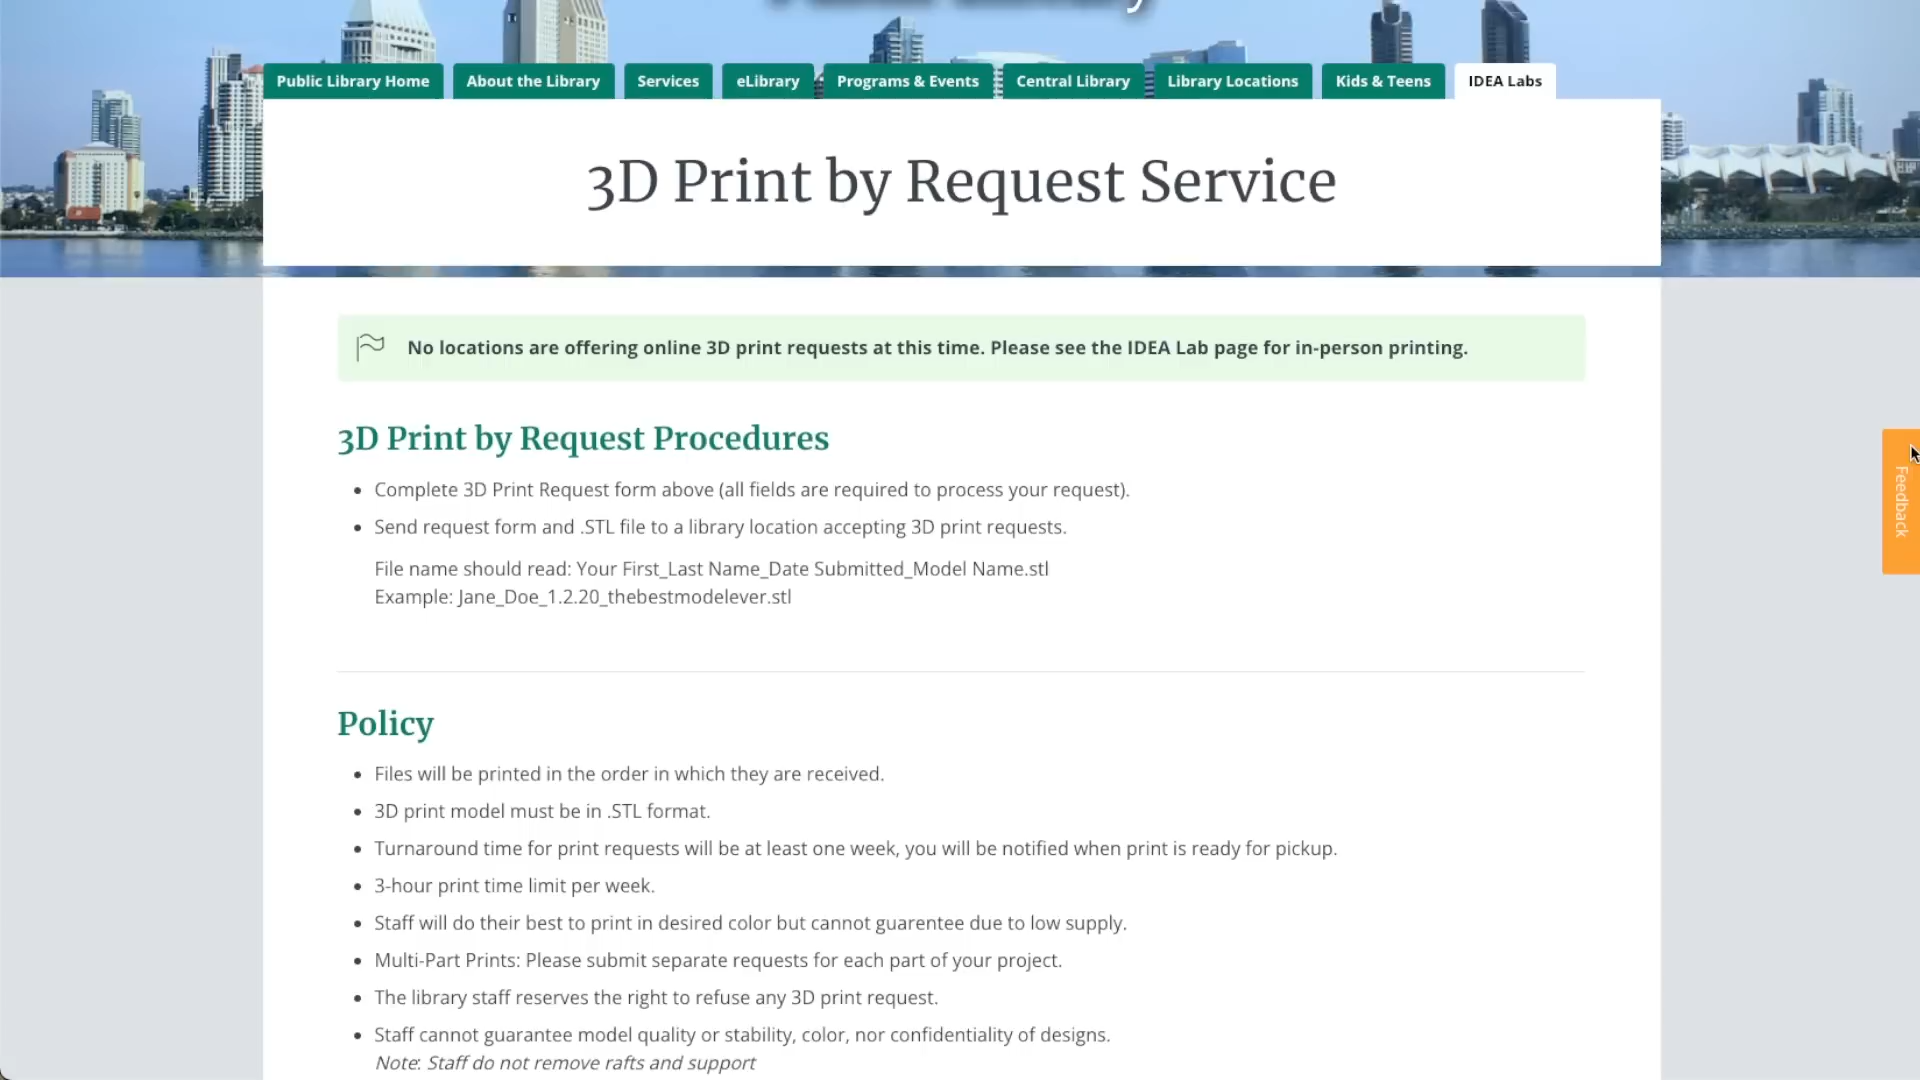 Public Library Home
About the Library
Services
eLibrary
Programs & Events
Central Library
Library Locations
Kids & Teens
IDEA Labs
3D Print by Request Service
No locations are offering online 3D print requests at this time. Please see the IDEA Lab page for in-person printing.
3D Print by Request Procedures
Complete 3D Print Request form above (all fields are required to process your request).
Send request form and .STL file to a library location accepting 3D print requests.
File name should read: Your First_Last Name_Date Submitted_Model Name.stl
Example: Jane_Doe_1.2.20_thebestmodelever.stl
Feedback
Policy
Files will be printed in the order in which they are received.
3D print model must be in .STL format.
Turnaround time for print requests will be at least one week, you will be notified when print is ready for pickup.
3-hour print time limit per week.
Staff will do their best to print in desired color but cannot guarentee due to low supply.
Multi-Part Prints: Please submit separate requests for each part of your project.
The library staff reserves the right to refuse any 3D print request.
Staff cannot guarantee model quality or stability, color, nor confidentiality of designs.
Note: Staff do not remove rafts and support